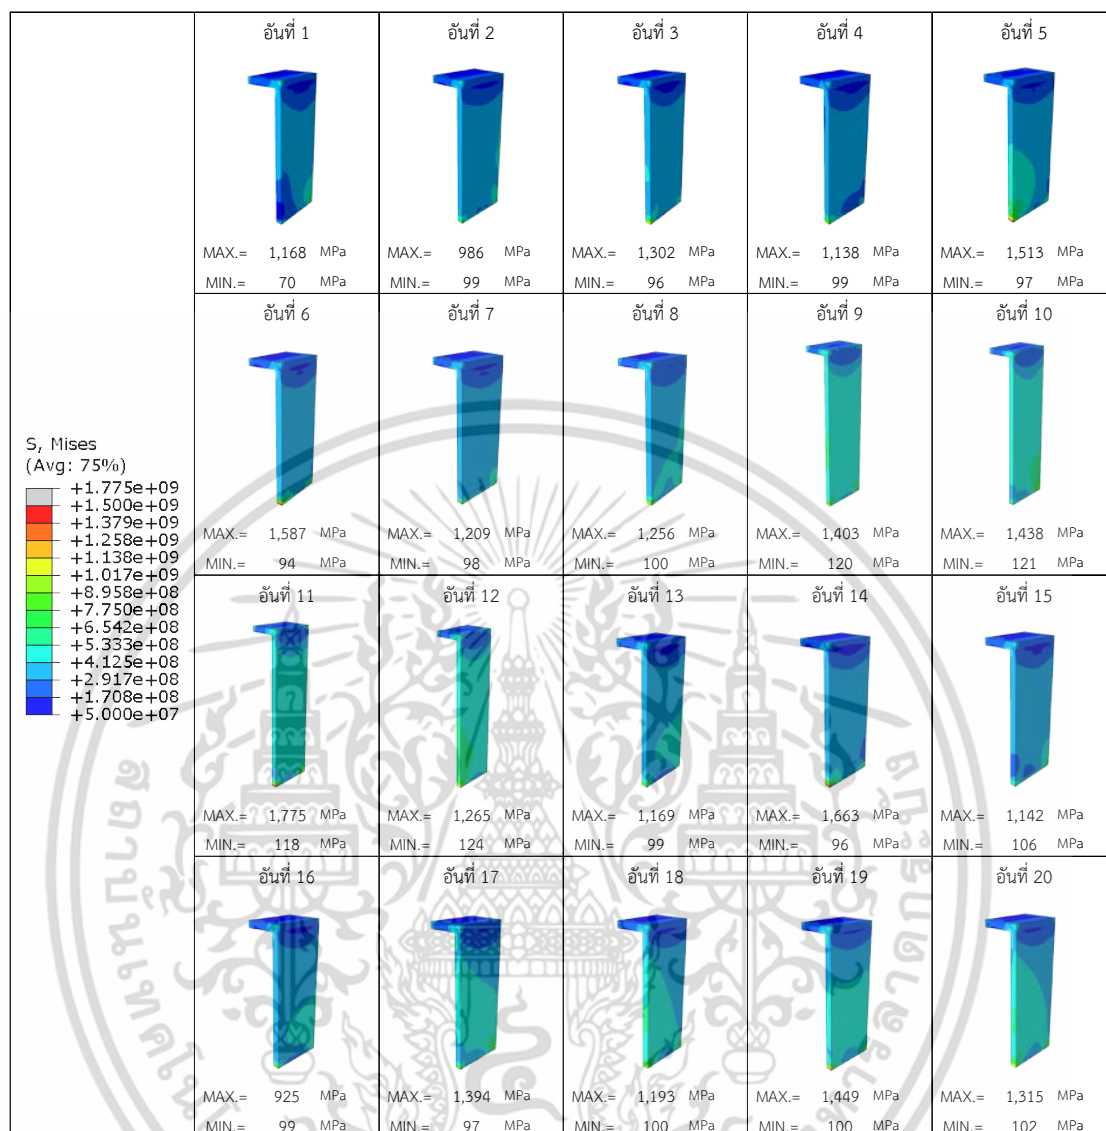 อันที่ 1 อันที่ 2 อันที่ 3 อันที่ 4 อันที่ 5
MAX.= 1,168 MPa MAX.= 986 MPa MAX.= 1,302 MPa MAX.= 1,138 MPa MAX.= 1,513 MPa
MIN.= 70 MPa MIN.= 99 MPa MIN.= 96 MPa MIN.= 99 MPa MIN.= 97 MPa
อันที่ 6 อันที่ 7 อันที่ 8 อันที่ 9 อันที่ 10
MAX.= 1,587 MPa MAX.= 1,209 MPa MAX.= 1,256 MPa MAX.= 1,403 MPa MAX.= 1,438 MPa
MIN.= 94 MPa MIN.= 98 MPa MIN.= 100 MPa MIN.= 120 MPa MIN.= 121 MPa
S, Mises
(Avg: 75%)
+1.775e+09
+1.500e+09
+1.379e+09
+1.258e+09
+1.138e+09
+1.017e+09
+8.958e+08
+7.750e+08
+6.542e+08
+5.333e+08
+4.125e+08
+2.917e+08
+1.708e+08
+5.000e+07
อันที่ 11 อันที่ 12 อันที่ 13 อันที่ 14 อันที่ 15
MAX.= 1,775 MPa MAX.= 1,265 MPa MAX.= 1,169 MPa MAX.= 1,663 MPa MAX.= 1,142 MPa
MIN.= 118 MPa MIN.= 124 MPa MIN.= 99 MPa MIN.= 96 MPa MIN.= 106 MPa
อันที่ 16 อันที่ 17 อันที่ 18 อันที่ 19 อันที่ 20
MAX.= 925 MPa MAX.= 1,394 MPa MAX.= 1,193 MPa MAX.= 1,449 MPa MAX.= 1,315 MPa
MIN.= 99 MPa MIN.= 97 MPa MIN.= 100 MPa MIN.= 100 MPa MIN.= 102 MPa